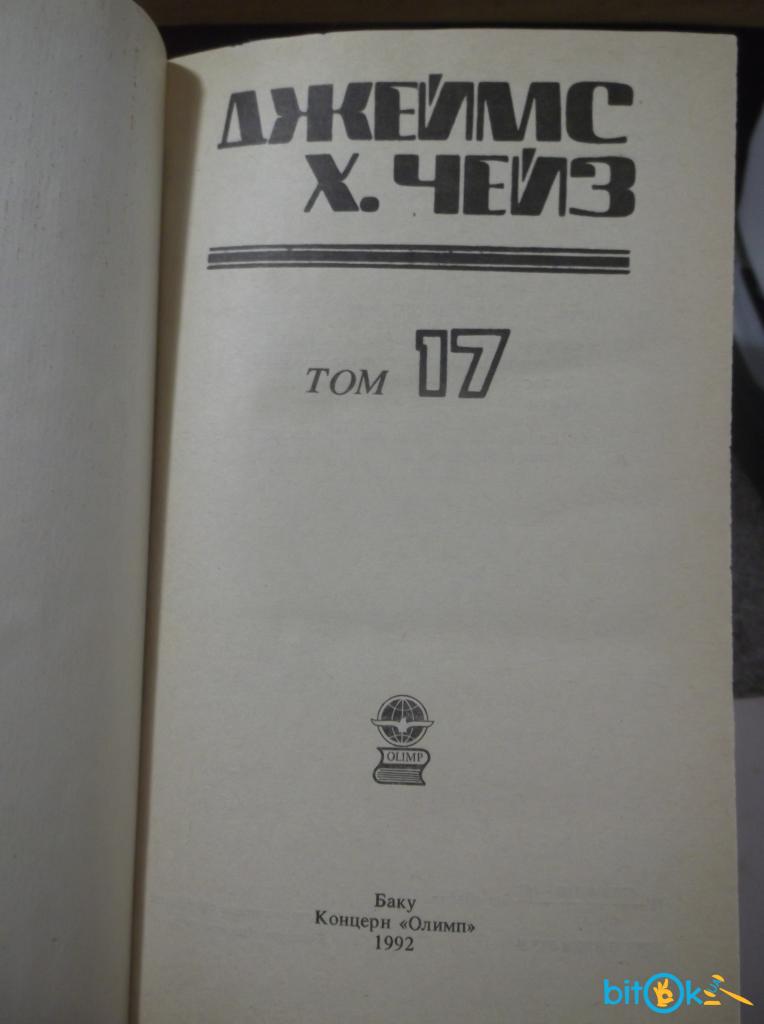 ДЖЕЙМС
Х. ЧЕЙЗ
ТОМ 17
OLIMP
Баку
Концерн «Олимп»
1992
bitOk